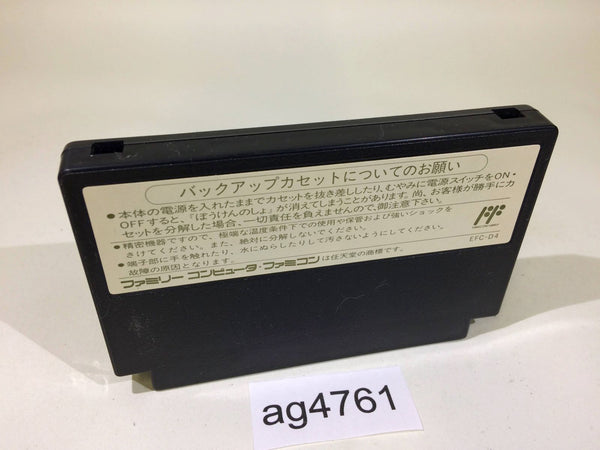 バックアップカセットについてのお願い
●本体の電源を入れたままでカセットを抜き差ししたり、むやみに電源スイッチをON・
OFFすると、「ぼうけんのしょ」が消えてしまうことがあります。尚、お客様が勝手にカ
セットを分解した場合、一切責任を負えませんので、御注意下さい。
●精密機器ですので、極端な温度条件下での使用や保管および強いショックを
さけてください。また、絶対に分解しないでください。
●端子部に手を触れたり、水にぬらしたりして汚さないようにしてください。
故障の原因となります。
ファミリーコンピュータ・ファミコンは任天堂の商標です。
EFC-D4
ag4761